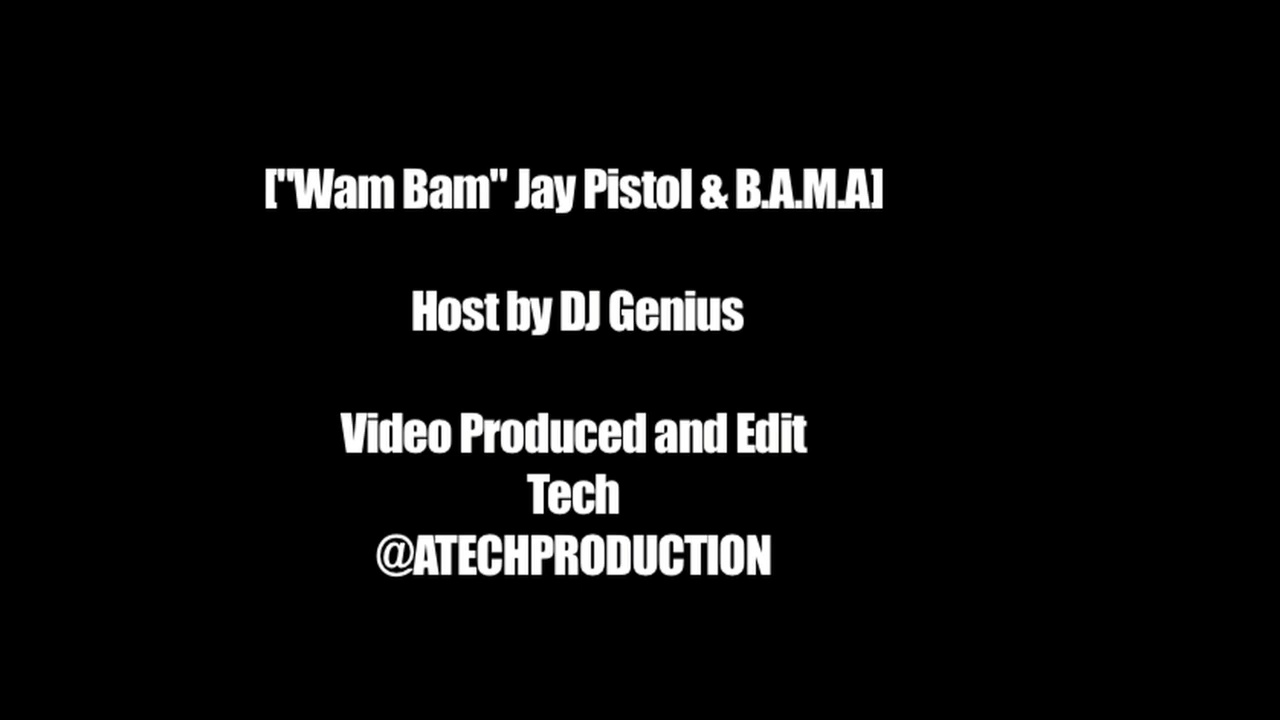 ["Wam Bam" Jay Pistol & B.A.M.A]
Host by DJ Genius
Video Produced and Edit
Tech
@ATECHPRODUCTION